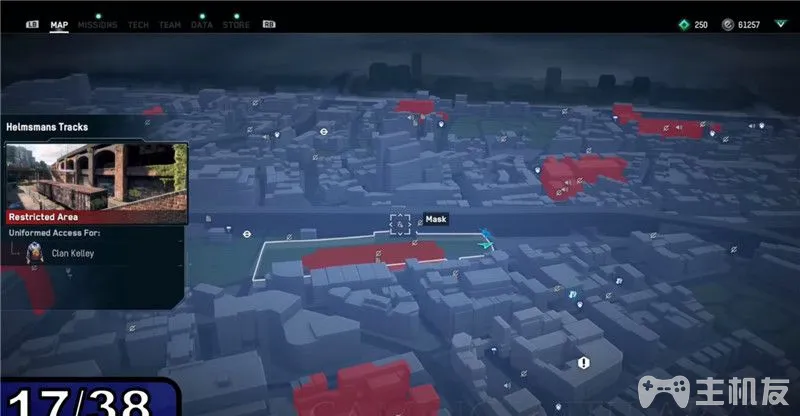 LB MAP MISSIONS TECH TEAM DATA STORE RB 250 61257
Helmsmans Tracks
Restricted Area
Uniformed Access For:
Clan Kelley
Mask
17/38
主机友